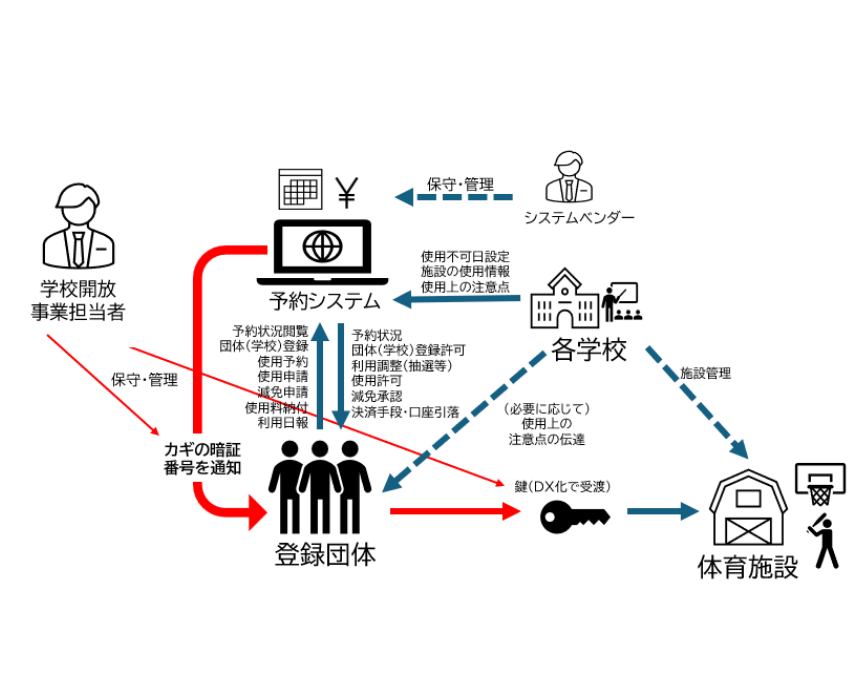 保守・管理
システムベンダー
学校開放
事業担当者
¥
予約システム
使用不可日設定
施設の使用情報
使用上の注意点
各学校
予約状況閲覧
団体(学校)登録
使用予約
使用申請
減免申請
使用料納付
利用日報
予約状況
団体(学校)登録許可
利用調整(抽選等)
使用許可
減免承認
決済手段・口座引落
保守・管理
施設管理
(必要に応じて)
使用上の
注意点の伝達
カギの暗証
番号を通知
鍵(DX化で受渡)
登録団体
体育施設